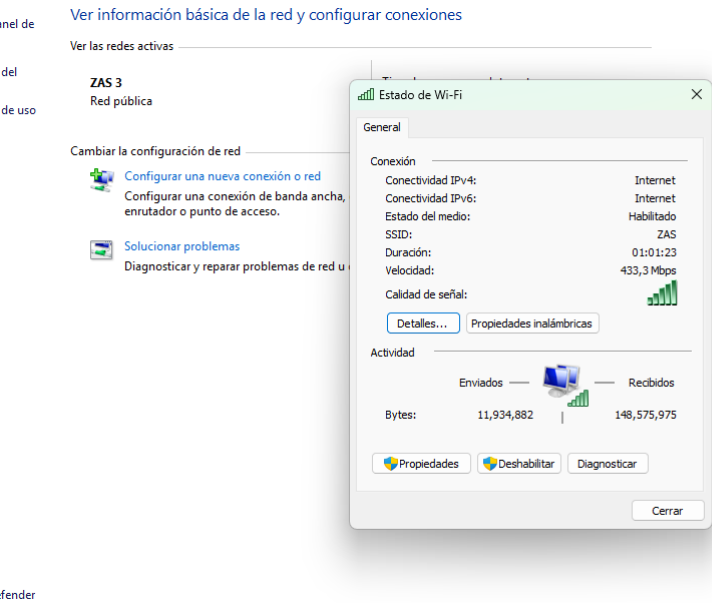 Ver información básica de la red y configurar conexiones
nel de
Ver las redes activas
del
ZAS 3
Red pública
de uso
Cambiar la configuración de red
Configurar una nueva conexión o red
Configurar una conexión de banda ancha,
enrutador o punto de acceso.
Solucionar problemas
Diagnosticar y reparar problemas de red u
fender
Estado de Wi-Fi
General
Conexión
Conectividad IPv4: Internet
Conectividad IPv6: Internet
Estado del medio: Habilitado
SSID: ZAS
Duración: 01:01:23
Velocidad: 433,3 Mbps
Calidad de señal:
Detalles... Propiedades inalámbricas
Actividad
Enviados — — Recibidos
Bytes: 11,934,882 | 148,575,975
Propiedades Deshabilitar Diagnosticar
Cerrar